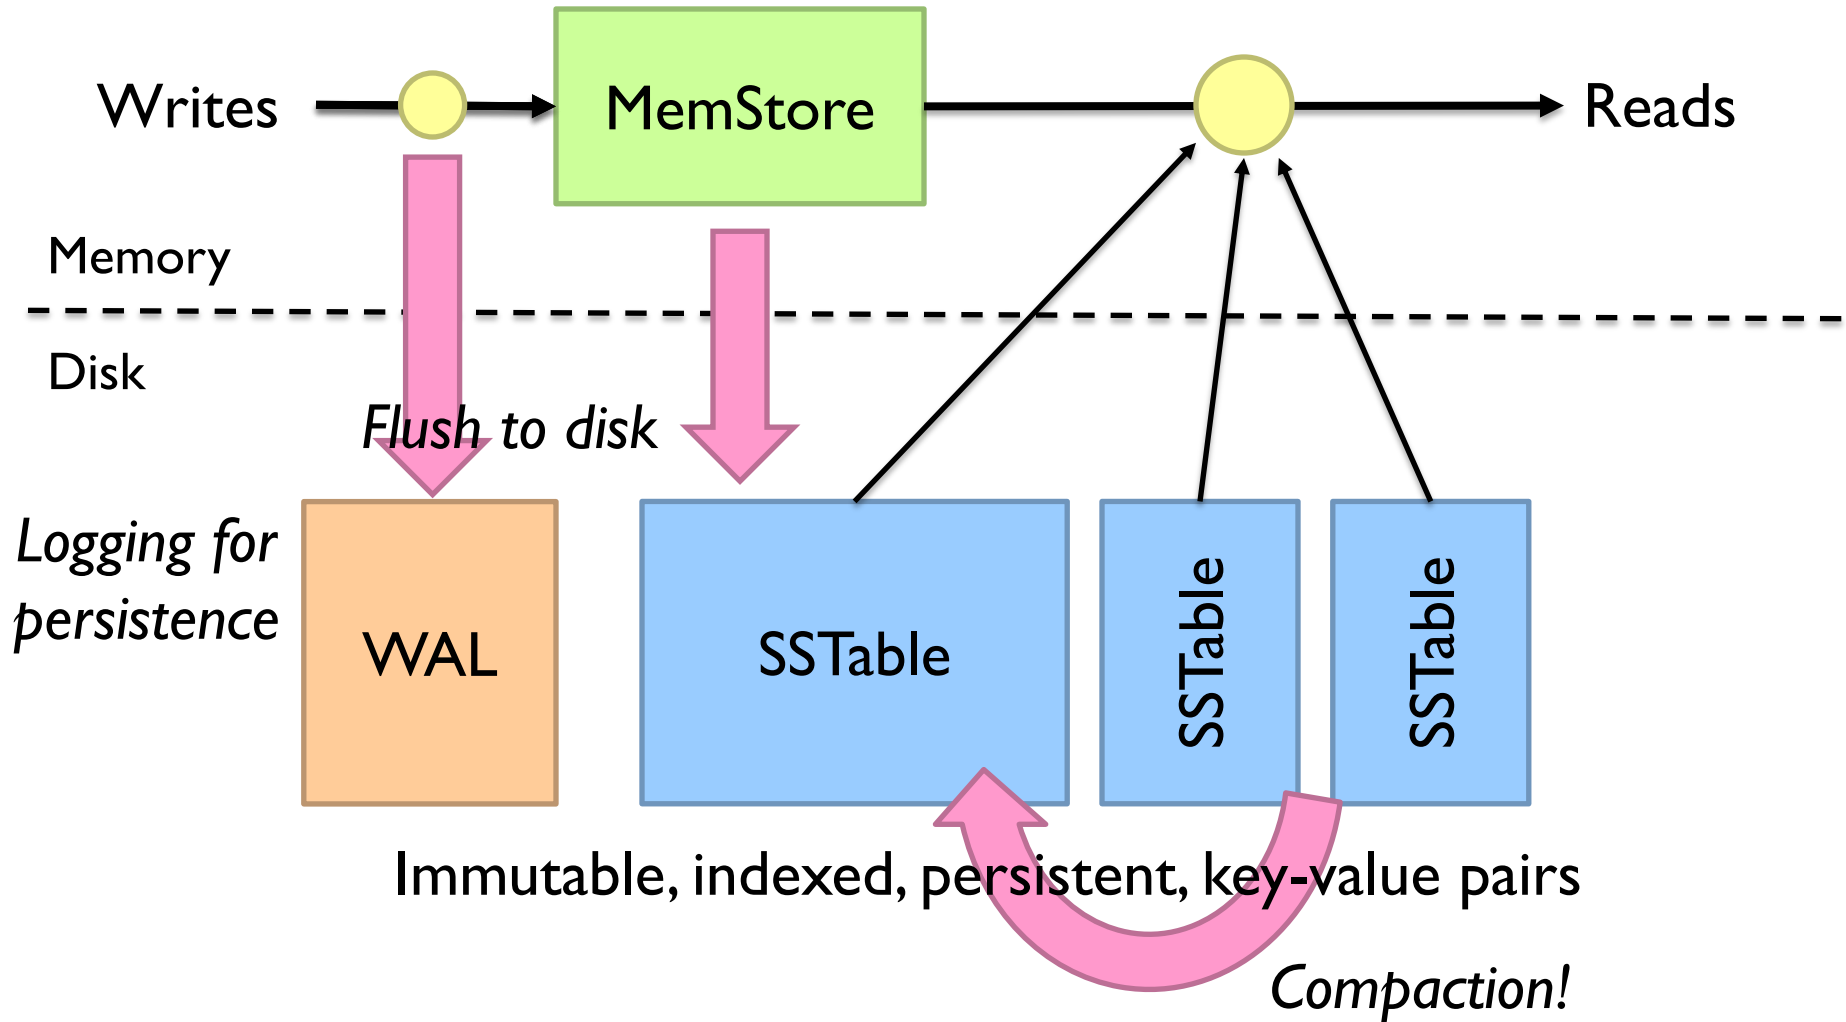 Writes
MemStore
Reads
Memory
Disk
Flush to disk
Logging for
persistence
WAL
SSTable
SSTable
SSTable
Immutable, indexed, persistent, key-value pairs
Compaction!